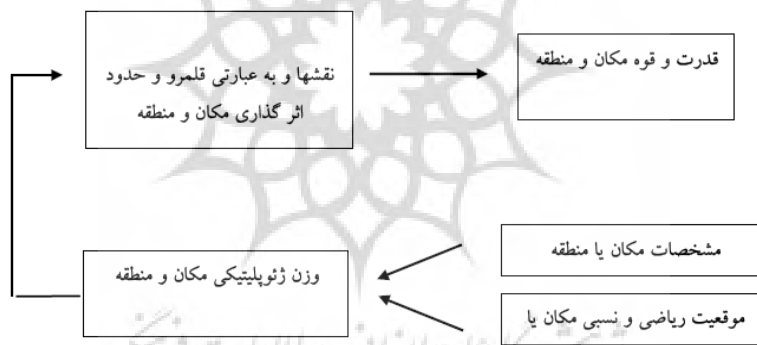 قدرت و قوه مکان و منطقه
نقشها و به عبارتی قلمرو و حدود
اثر گذاری مکان و منطقه
مشخصات مکان یا منطقه
وزن ژئوپلیتیکی مکان و منطقه
موقعیت ریاضی و نسبی مکان یا